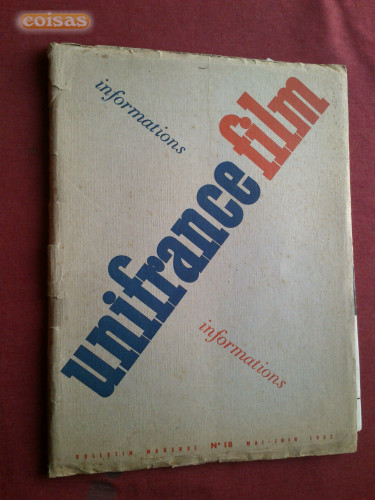 coisas
informations
unifrance film
informations
BULLETIN MENSUEL N° 18 MAI-JUIN 1952